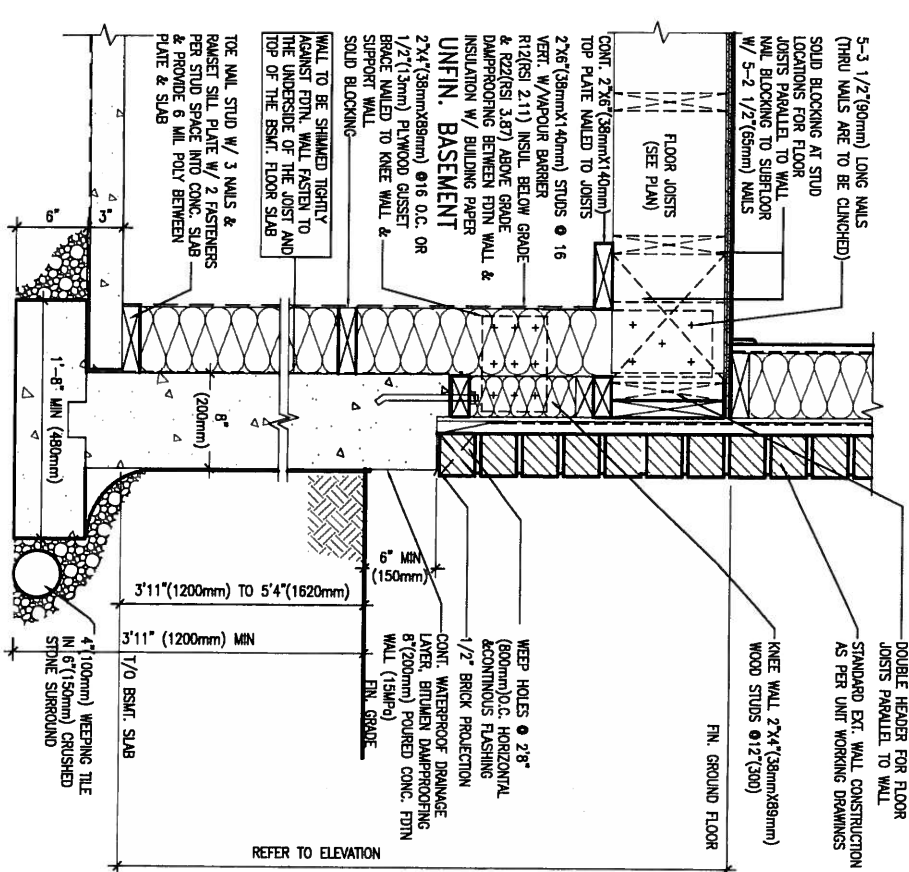 5-3 1/2"(90mm) LONG NAILS
(THRU NAILS ARE TO BE CLINCHED)
SOLID BLOCKING AT STUD
LOCATIONS FOR FLOOR
JOISTS PARALLEL TO WALL
NAIL BLOCKING TO SUBFLOOR
W/ 5-2 1/2"(65mm) NAILS
FLOOR JOISTS
(SEE PLAN)
CONT. 2"X6"(38mmX140mm)
TOP PLATE NAILED TO JOISTS
2"X6"(38mmX140mm) STUDS @ 16
VERT. W/VAPOUR BARRIER
R12(RSI 2.11) INSUL BELOW GRADE
& R22(RSI 3.87) ABOVE GRADE
DAMPPROOFING BETWEEN FDTN WALL &
INSULATION W/ BUILDING PAPER
UNFIN. BASEMENT
2"X4"(38mmX89mm) @16 O.C. OR
1/2"(13mm) PLYWOOD GUSSET
BRACE NAILED TO KNEE WALL &
SUPPORT WALL
SOLID BLOCKING
WALL TO BE SHIMMED TIGHTLY
AGAINST FDTN. WALL FASTEN TO
THE UNDERSIDE OF THE JOIST AND
TOP OF THE BSMT. FLOOR SLAB
TOE NAIL STUD W/ 3 NAILS &
RAMSET SILL PLATE W/ 2 FASTENERS
PER STUD SPACE INTO CONC. SLAB
& PROVIDE 6 MIL POLY BETWEEN
PLATE & SLAB
6"
3"
1'-8" MIN (480mm)
8"
(200mm)
DOUBLE HEADER FOR FLOOR
JOISTS PARALLEL TO WALL
STANDARD EXT. WALL CONSTRUCTION
AS PER UNIT WORKING DRAWINGS
KNEE WALL 2"X4"(38mmX89mm)
WOOD STUDS @12"(300)
FIN. GROUND FLOOR
WEEP HOLES @ 2'8"
(800mm)O.C. HORIZONTAL
&CONTINOUS FLASHING
1/2" BRICK PROJECTION
CONT. WATERPROOF DRAINAGE
LAYER, BITUMEN DAMPPROOFING
8"(200mm) POURED CONC. FDTN
WALL (15MPa)
6" MIN
(150mm)
FIN. GRADE
3'11"(1200mm) TO 5'4"(1620mm)
3'11" (1200mm) MIN
T/O BSMT. SLAB
4"(100mm) WEEPING TILE
IN 6"(150mm) CRUSHED
STONE SURROUND
REFER TO ELEVATION